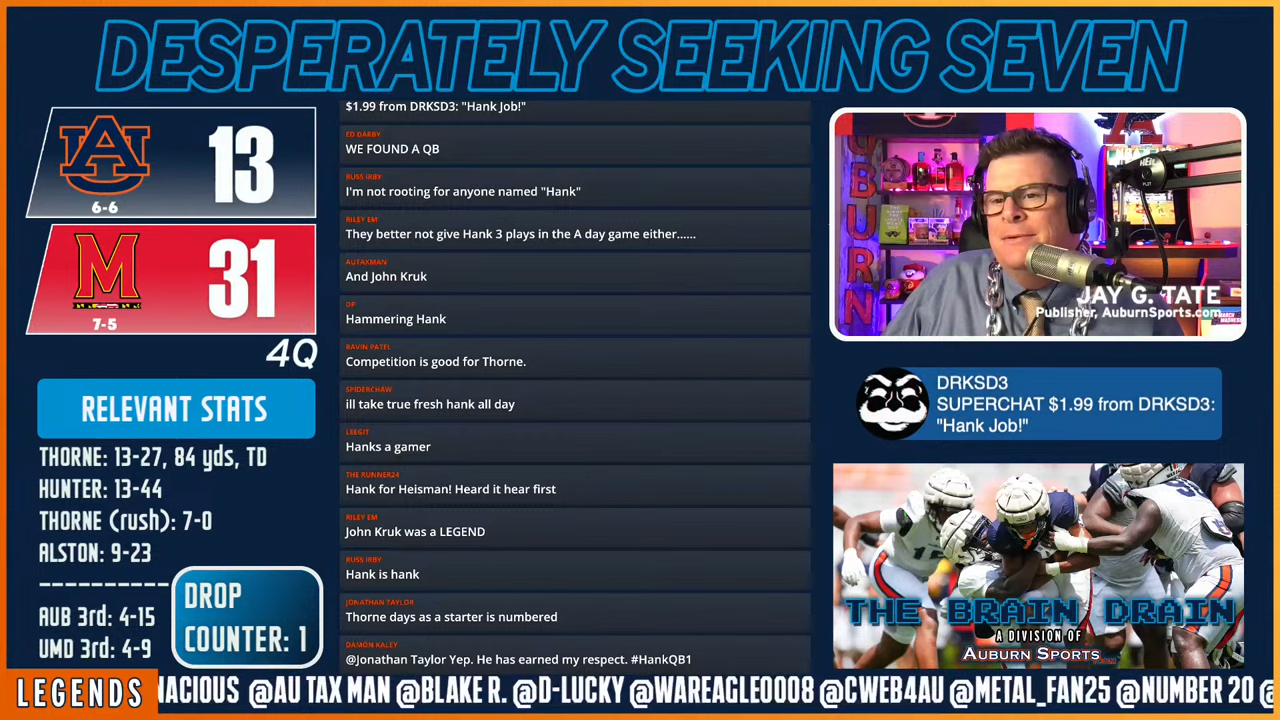 DESPERATELY SEEKING SEVEN
13
6-6
31
7-5
4Q
RELEVANT STATS
THORNE: 13-27, 84 yds, TD
HUNTER: 13-44
THORNE (rush): 7-0
ALSTON: 9-23
----------
AUB 3rd: 4-15
UMD 3rd: 4-9
DROP
COUNTER: 1
$1.99 from DRKSD3: "Hank Job!"
ED DARBY
WE FOUND A QB
RUSS IRBY
I'm not rooting for anyone named "Hank"
RILEY EM
They better not give Hank 3 plays in the A day game either......
AUTAXMAN
And John Kruk
DP
Hammering Hank
RAVIN PATEL
Competition is good for Thorne.
SPIDERCHAW
ill take true fresh hank all day
LEEGIT
Hanks a gamer
THE RUNNER24
Hank for Heisman! Heard it hear first
RILEY EM
John Kruk was a LEGEND
RUSS IRBY
Hank is hank
JONATHAN TAYLOR
Thorne days as a starter is numbered
DAMON KALEY
@Jonathan Taylor Yep. He has earned my respect. #HankQB1
JAY G. TATE
Publisher, AuburnSports.com
DRKSD3
SUPERCHAT $1.99 from DRKSD3:
"Hank Job!"
THE BRAIN DRAIN
A DIVISION OF
AUBURN SPORTS
LEGENDS
NACIOUS @AU TAX MAN @BLAKE R. @D-LUCKY @WAREAGLE0008 @CWEB4AU @METAL_FAN25 @NUMBER 20 @